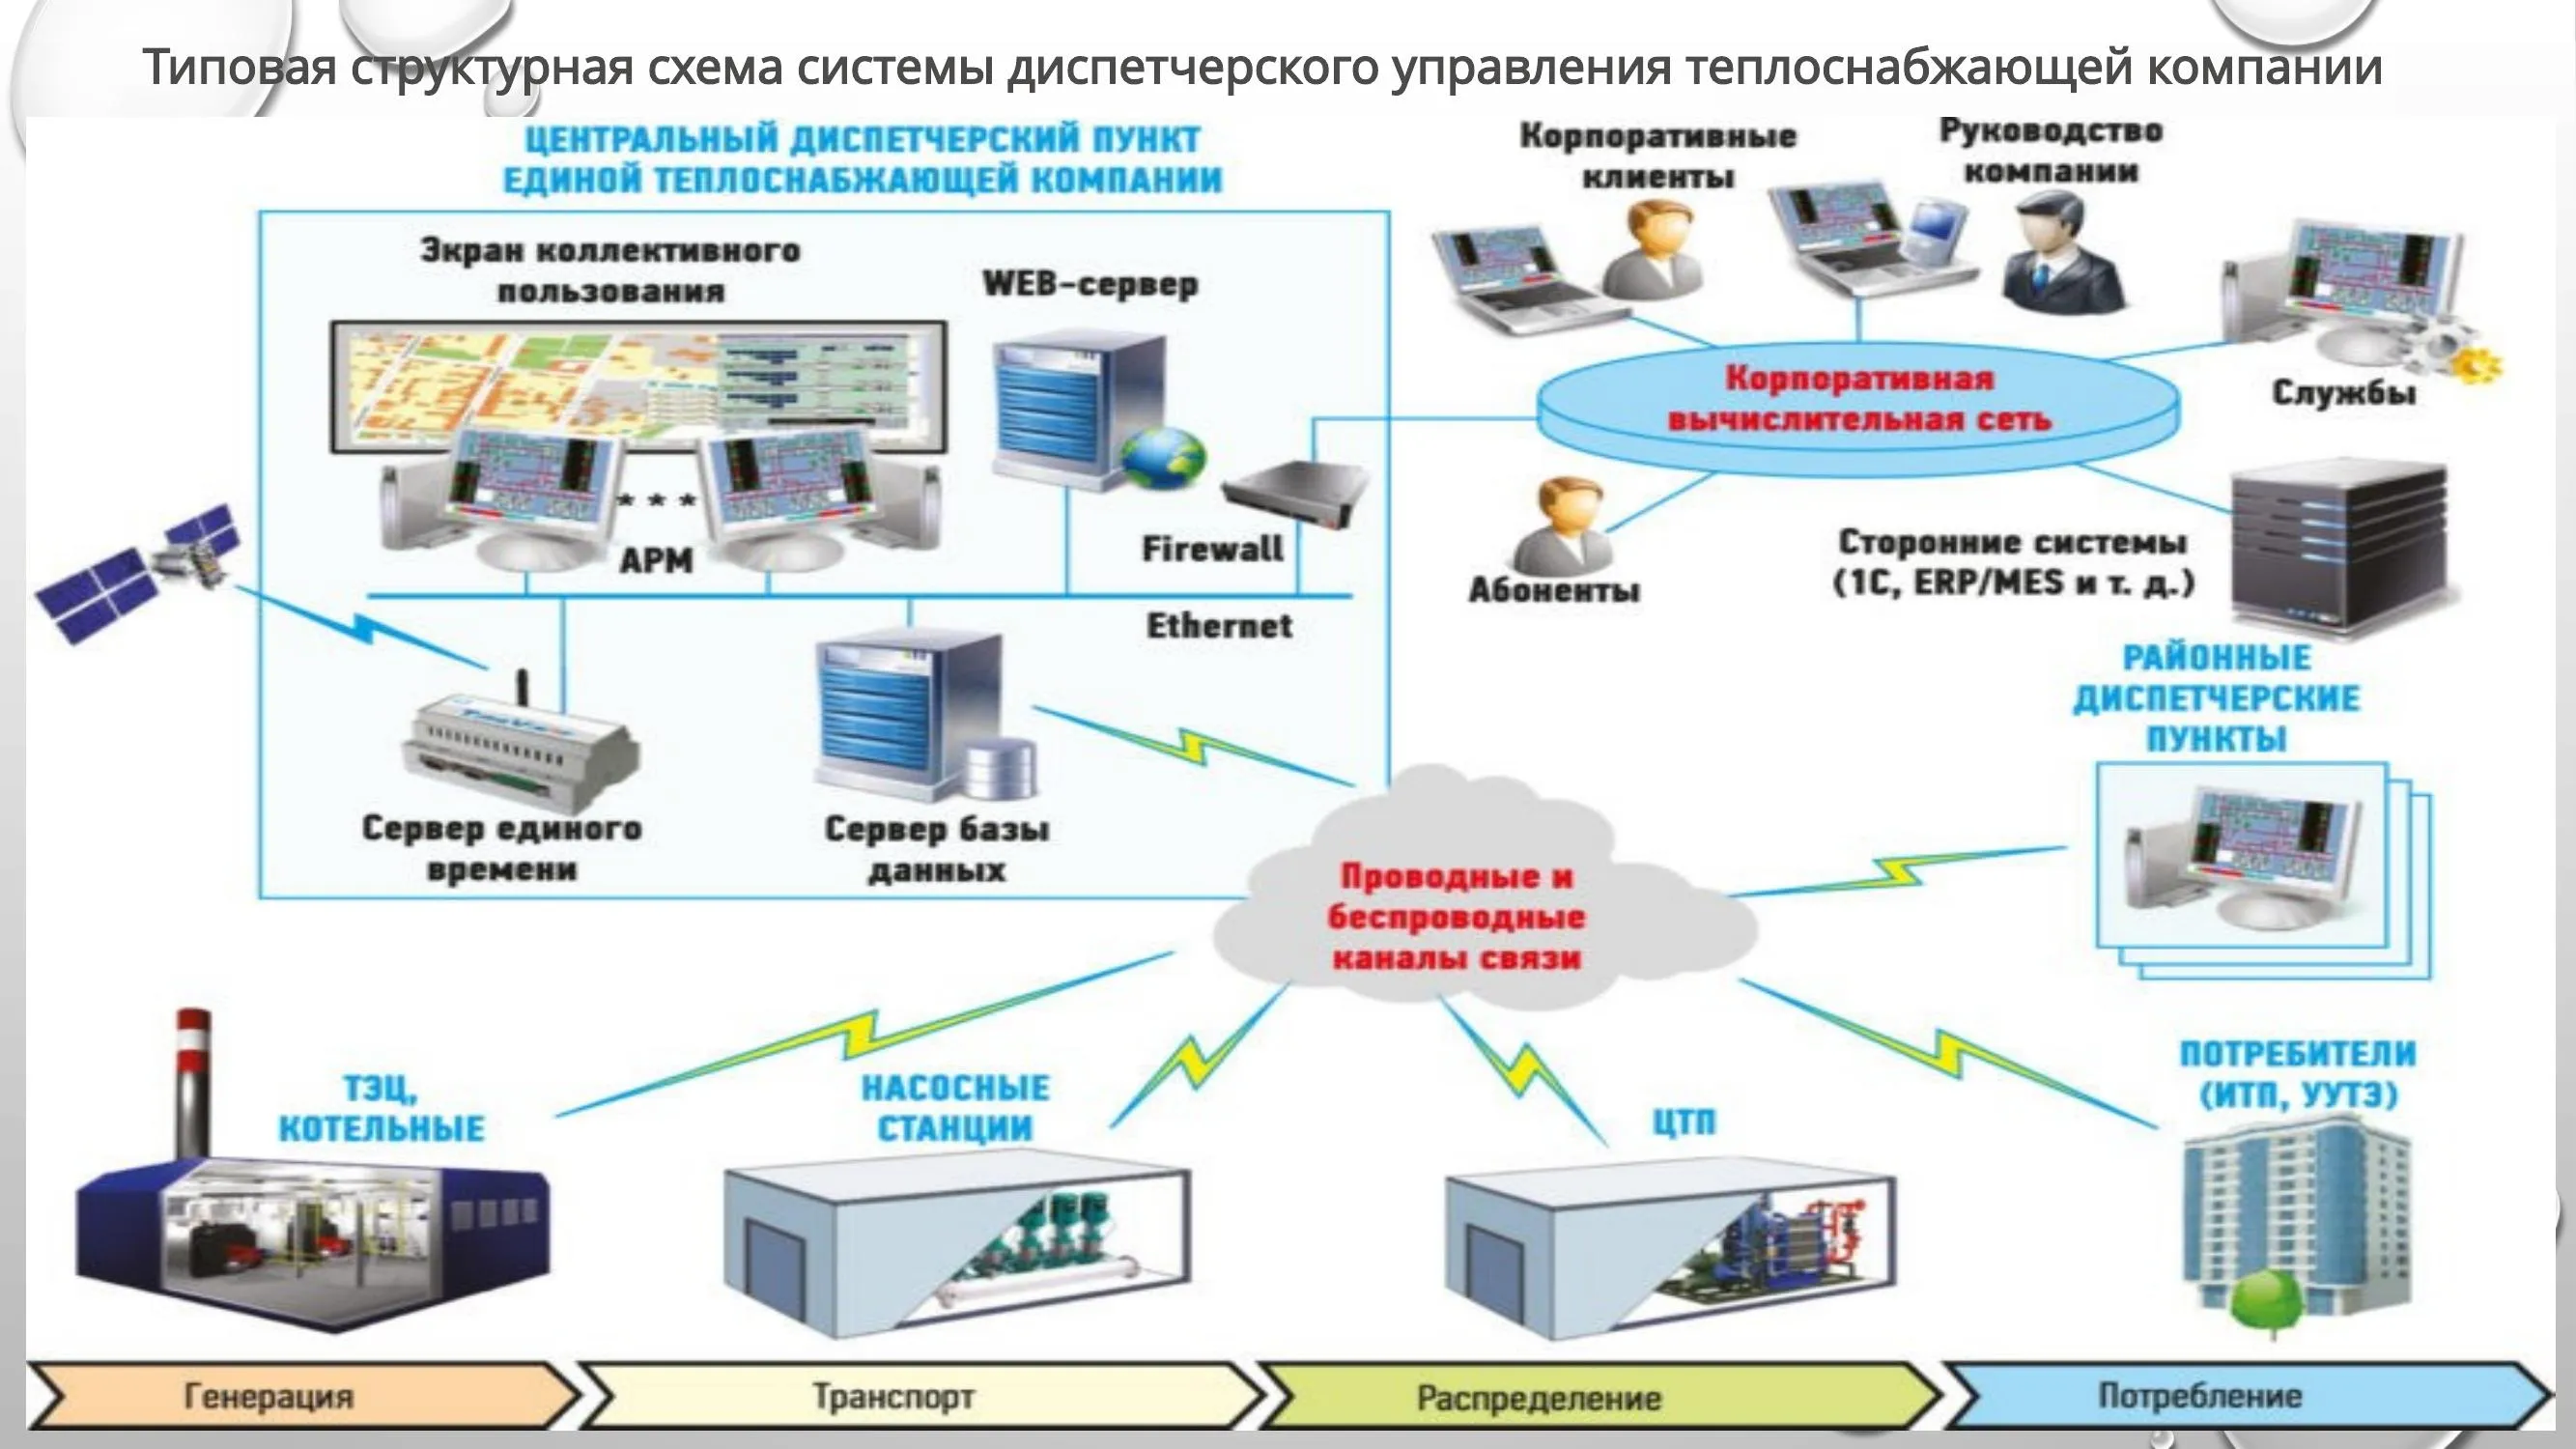 Типовая структурная схема системы диспетчерского управления теплоснабжающей компании
ЦЕНТРАЛЬНЫЙ ДИСПЕТЧЕРСКИЙ ПУНКТ
ЕДИНОЙ ТЕПЛОСНАБЖАЮЩЕЙ КОМПАНИИ
Экран коллективного
пользования
WEB-сервер
* * *
АРМ
Firewall
Ethernet
Сервер единого
времени
Сервер базы
данных
Корпоративные
клиенты
Руководство
компании
Корпоративная
вычислительная сеть
Службы
Абоненты
Сторонние системы
(1С, ERP/MES и т. д.)
РАЙОННЫЕ
ДИСПЕТЧЕРСКИЕ
ПУНКТЫ
Проводные и
беспроводные
каналы связи
ТЭЦ,
КОТЕЛЬНЫЕ
НАСОСНЫЕ
СТАНЦИИ
ЦТП
ПОТРЕБИТЕЛИ
(ИТП, УУТЭ)
Генерация
Транспорт
Распределение
Потребление